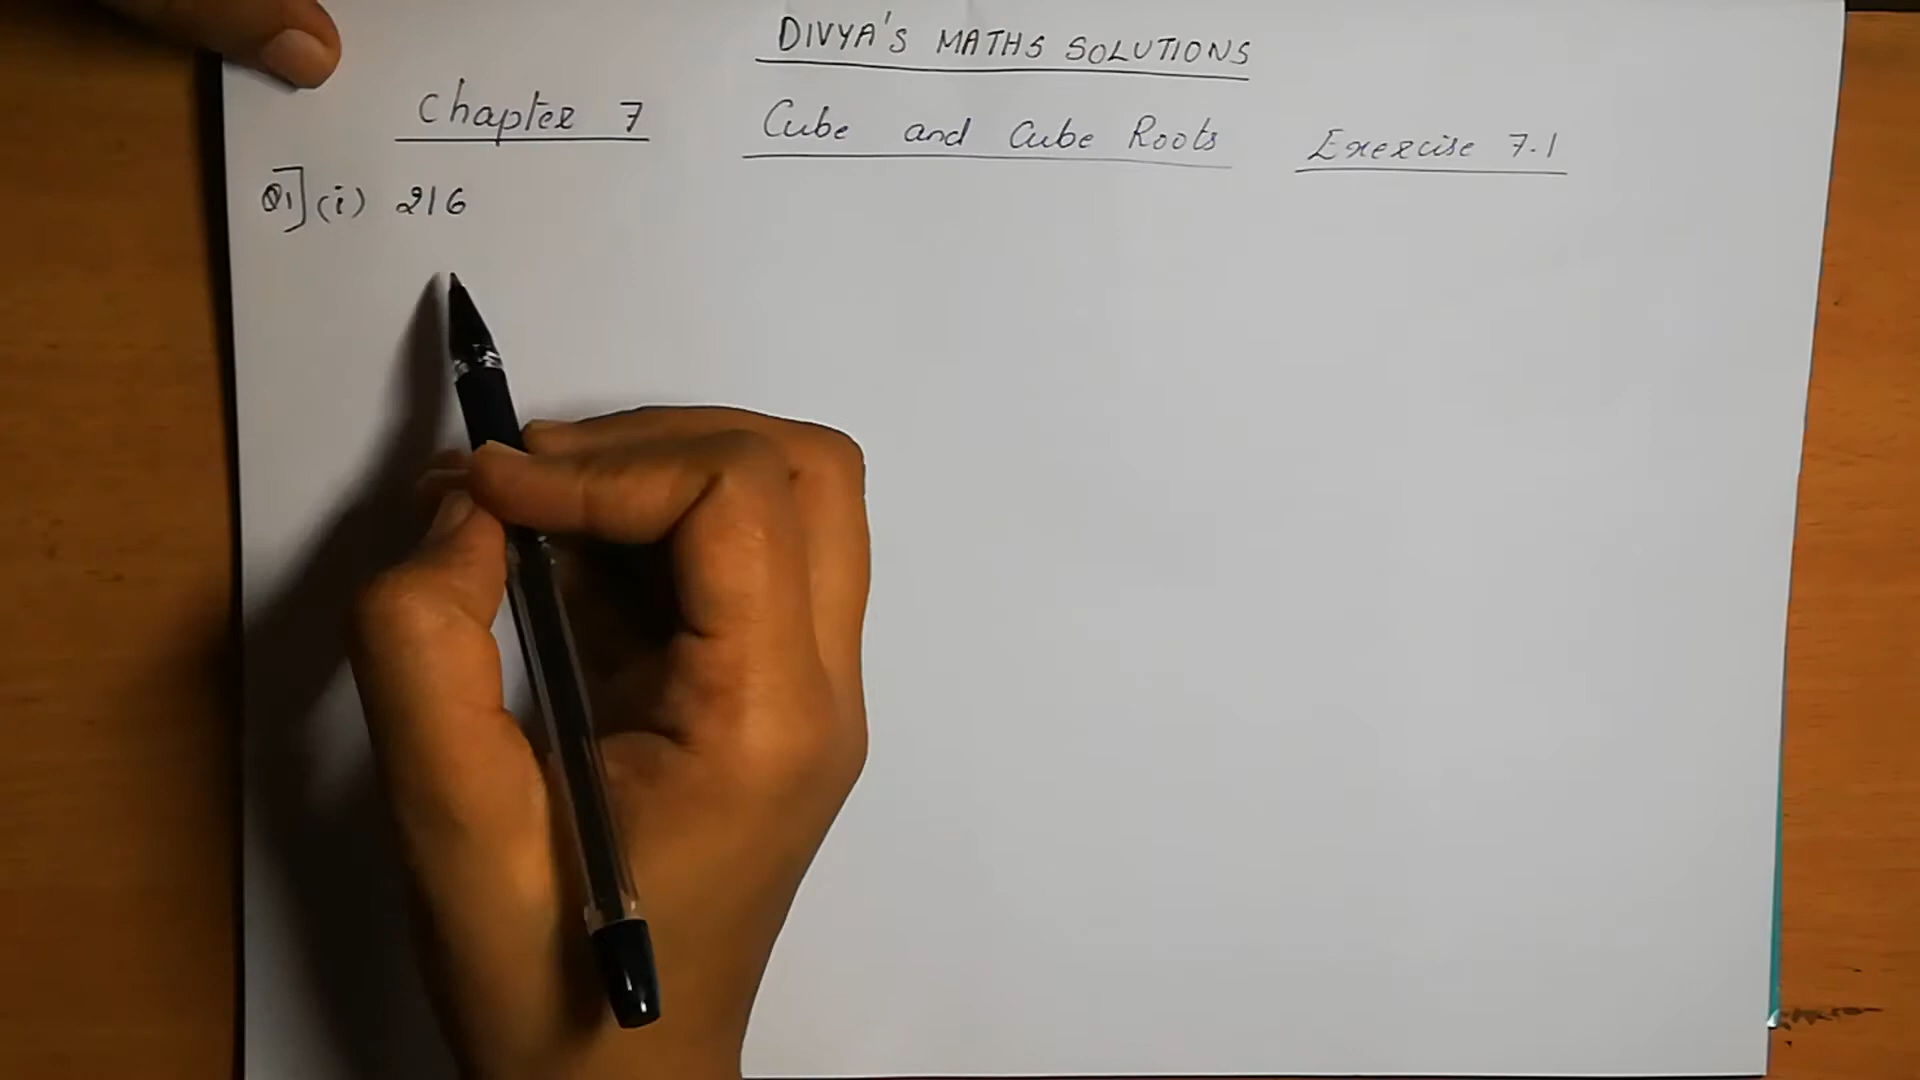 DIVYA'S MATHS SOLUTIONS
Chapter 7 Cube and Cube Roots Exercise 7.1
Q1] (i) 216